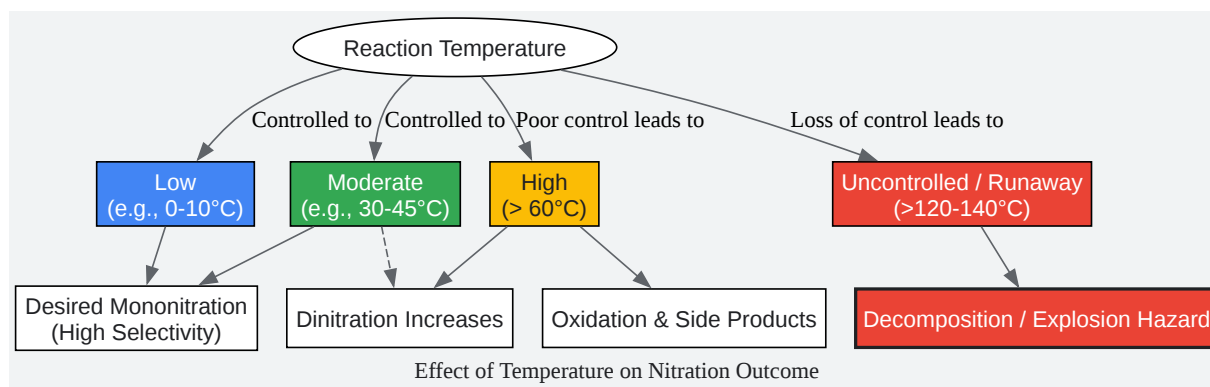 Reaction Temperature
Controlled to
Controlled to
Poor control leads to
Loss of control leads to
Low
(e.g., 0-10°C)
Moderate
(e.g., 30-45°C)
High
(> 60°C)
Uncontrolled / Runaway
(>120-140°C)
Desired Mononitration
(High Selectivity)
Dinitration Increases
Oxidation & Side Products
Decomposition / Explosion Hazard
Effect of Temperature on Nitration Outcome